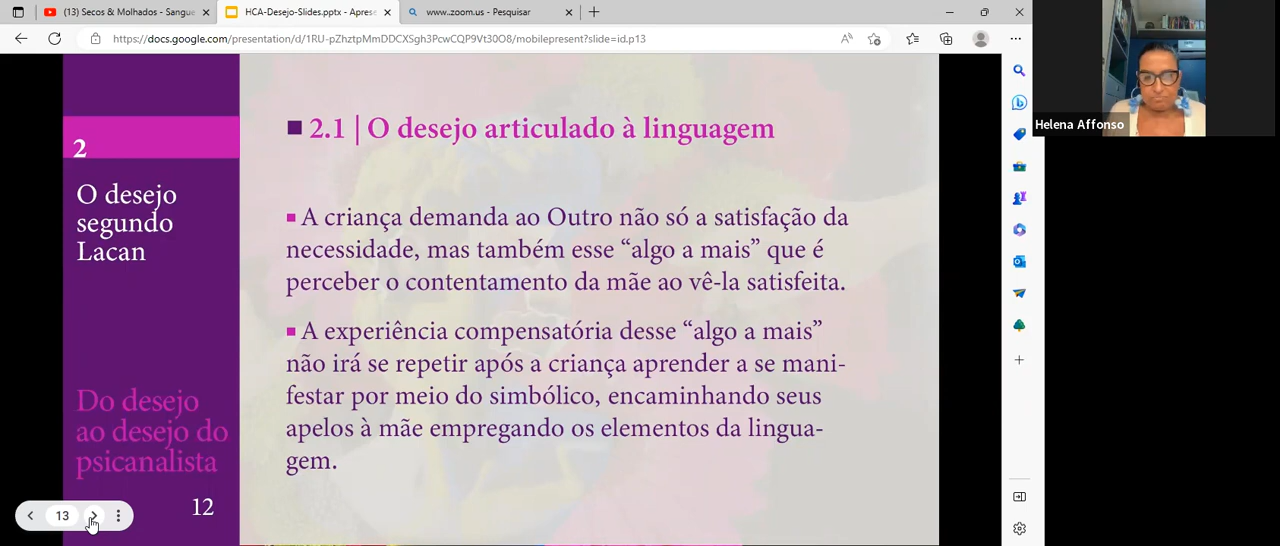 (13) Secos & Molhados - Sangue
HCA-Desejo-Slides.pptx - Aprese
www..zoom.us - Pesquisar
https://docs.google.com/presentation/d/1RU-pZhztpMmDDCXSgh3PcwCQP9Vt30O8/mobilepresent?slide=id.p13
Helena Affonso
2
O desejo
segundo
Lacan
Do desejo
ao desejo do
psicanalista
12
13
2.1 | O desejo articulado à linguagem
A criança demanda ao Outro não só a satisfação da
necessidade, mas também esse “algo a mais” que é
perceber o contentamento da mãe ao vê-la satisfeita.
A experiência compensatória desse “algo a mais”
não irá se repetir após a criança aprender a se mani-
festar por meio do simbólico, encaminhando seus
apelos à mãe empregando os elementos da lingua-
gem.